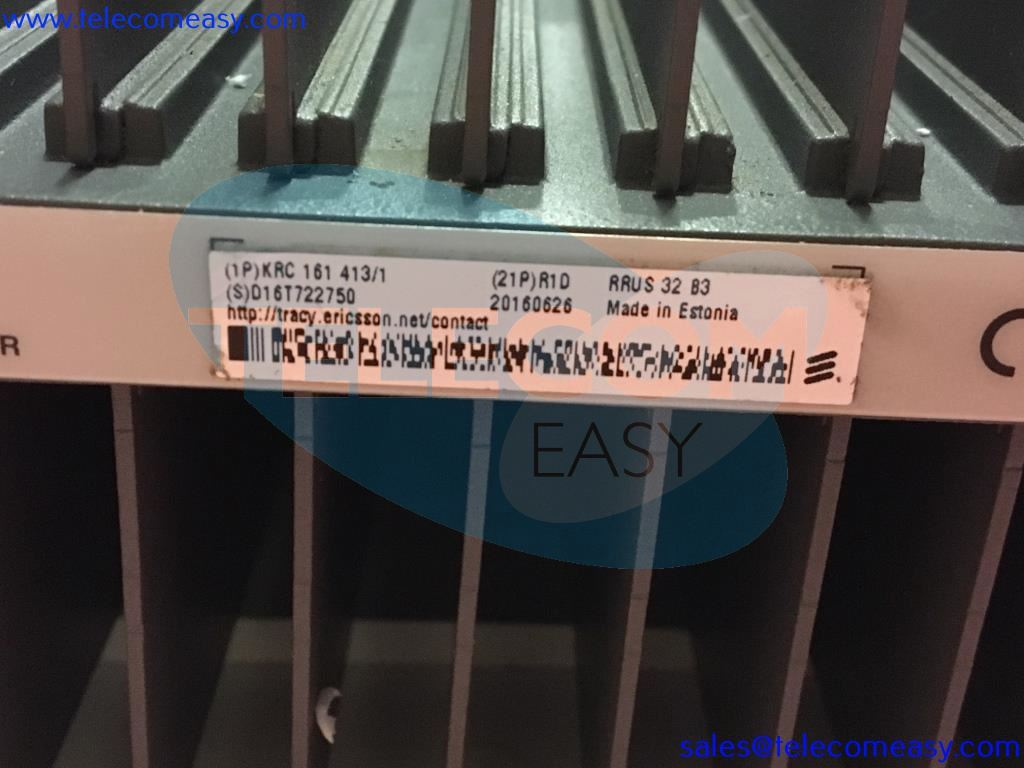 www.telecomeasy.com
(1P)KRC 161 413/1 (21P)R1D RRUS 32 B3
(S)D16T722750 20160626 Made in Estonia
http://tracy.ericsson.net/contact
R
TELECOM
EASY
sales@telecomeasy.com